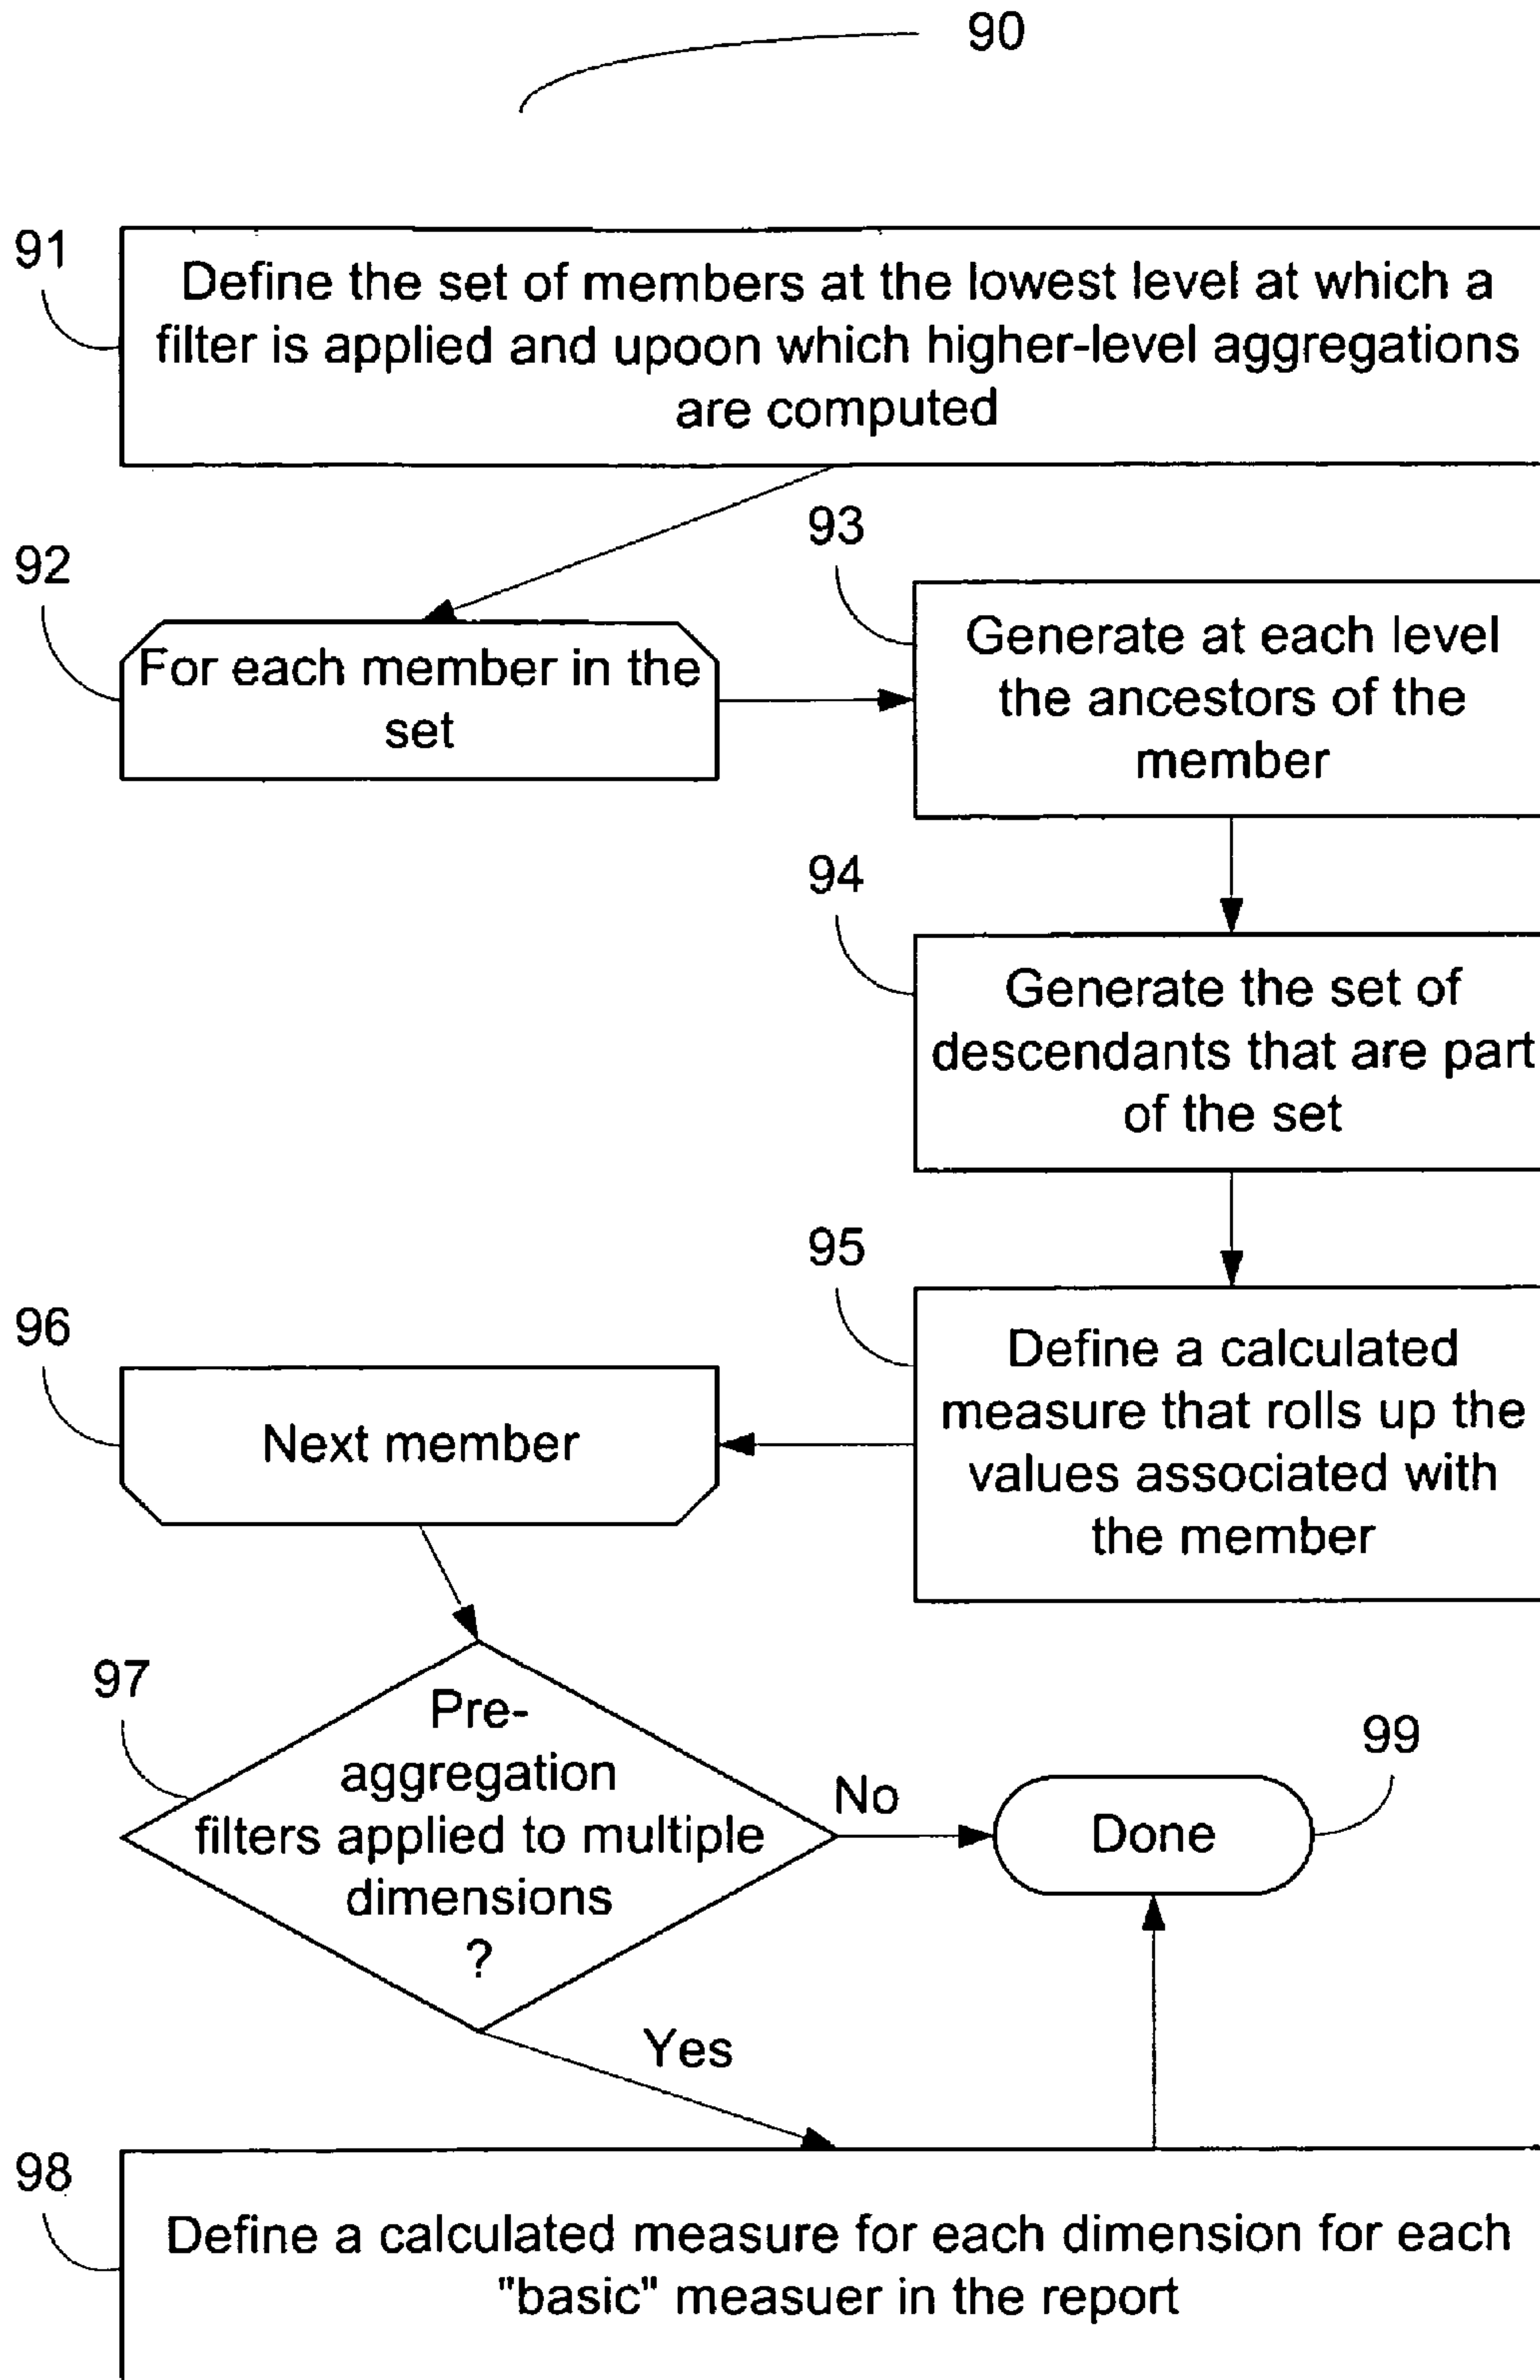 90
91
Define the set of members at the lowest level at which a
filter is applied and upoon which higher-level aggregations
are computed
92
For each member in the
set
93
Generate at each level
the ancestors of the
member
94
Generate the set of
descendants that are part
of the set
95
Define a calculated
measure that rolls up the
values associated with
the member
96
Next member
97
Pre-
aggregation
filters applied to multiple
dimensions
?
No
99
Done
Yes
98
Define a calculated measure for each dimension for each
"basic" measuer in the report